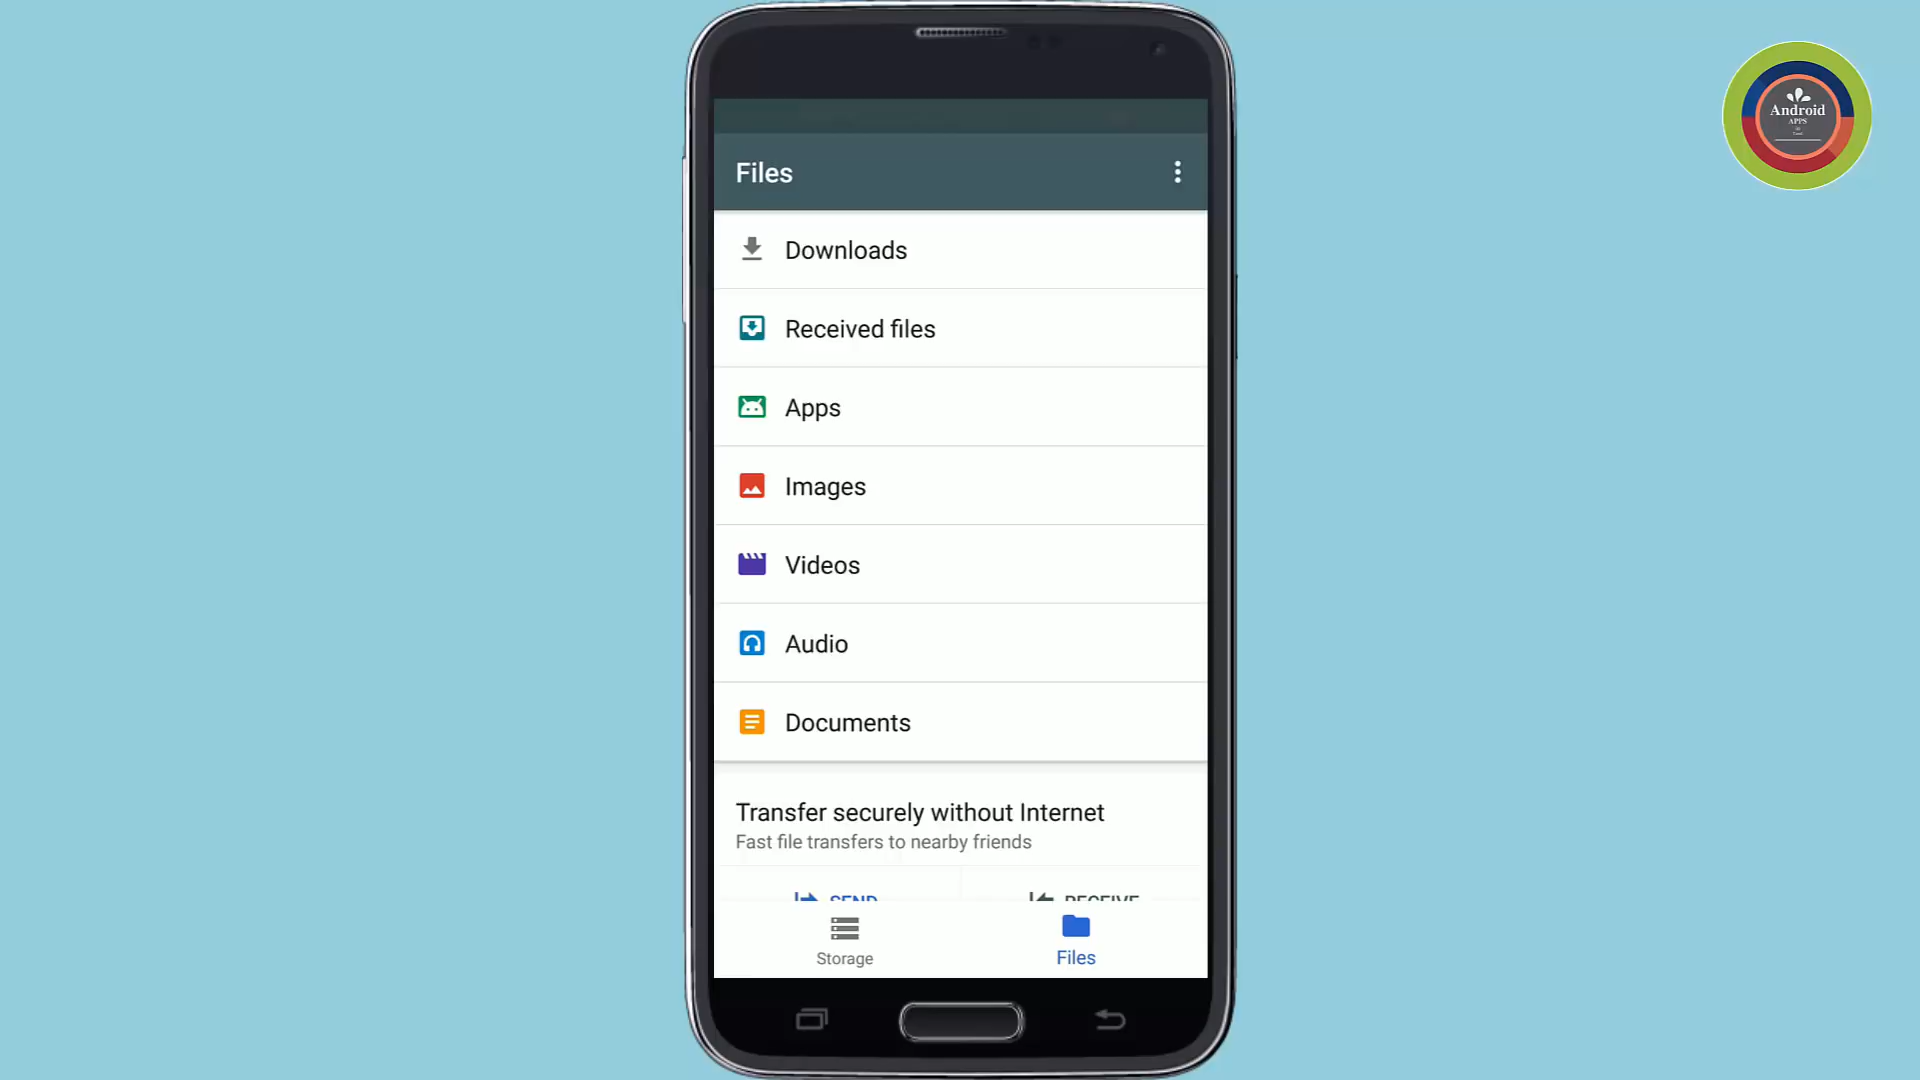 Android
APPS
Files
Downloads
Received files
Apps
Images
Videos
Audio
Documents
Transfer securely without Internet
Fast file transfers to nearby friends
SEND
RECEIVE
Storage
Files